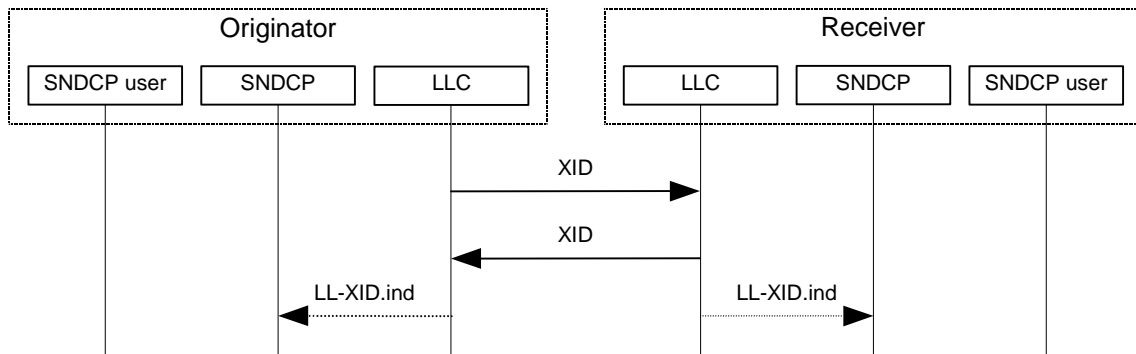 Originator
Receiver
SNDCP user
SNDCP
LLC
LLC
SNDCP
SNDCP user
XID
XID
LL-XID.ind
LL-XID.ind